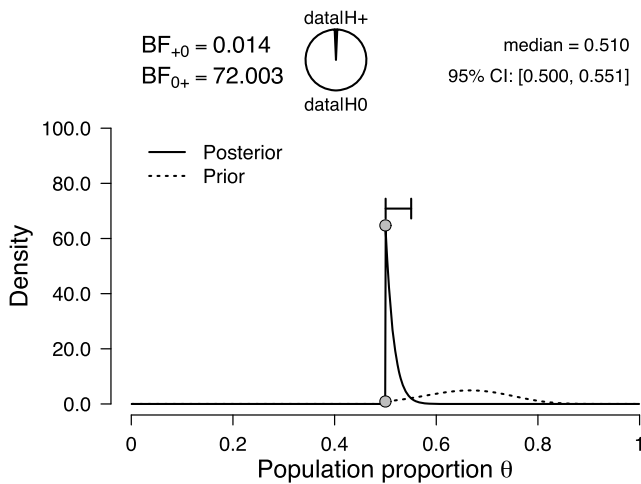 data|H+
BF+0 = 0.014
median = 0.510
BF0+ = 72.003
95% CI: [0.500, 0.551]
data|H0
100.0
80.0
60.0
40.0
20.0
0.0
Density
Posterior
Prior
0 0.2 0.4 0.6 0.8 1
Population proportion θ